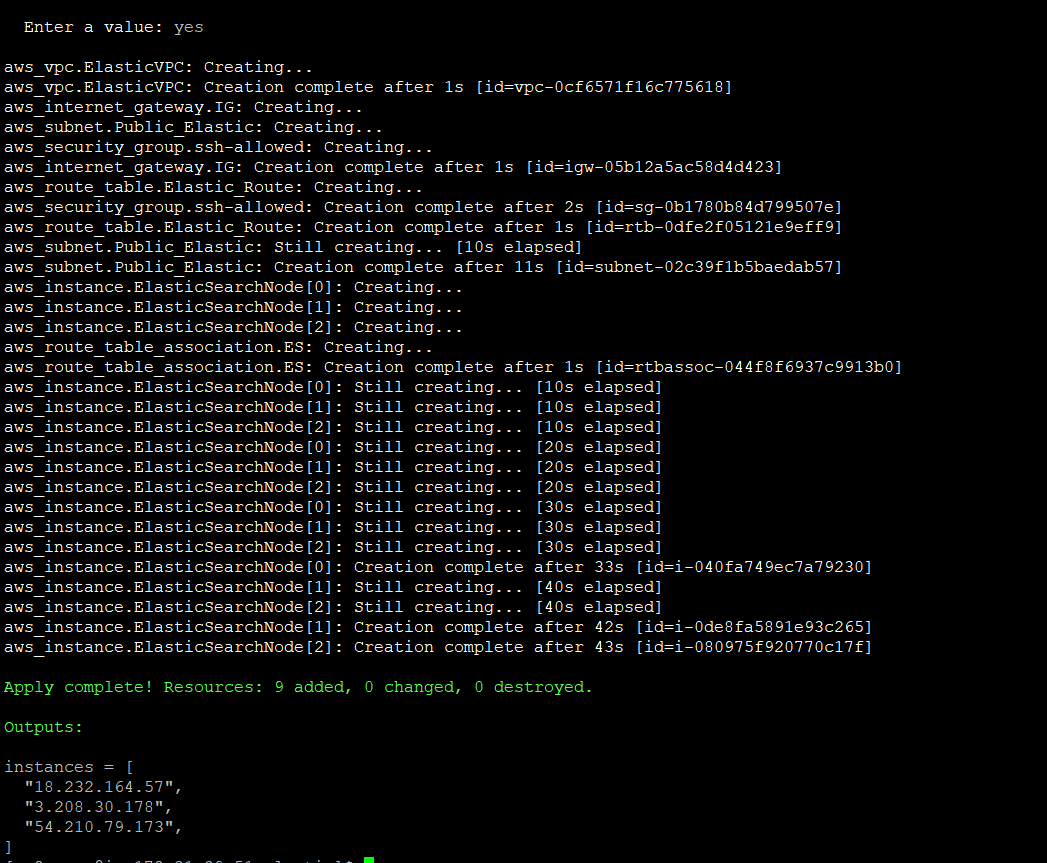 Enter a value: yes
aws_vpc.ElasticVPC: Creating...
aws_vpc.ElasticVPC: Creation complete after 1s [id=vpc-0cf6571f16c775618]
aws_internet_gateway.IG: Creating...
aws_subnet.Public_Elastic: Creating...
aws_security_group.ssh-allowed: Creating...
aws_internet_gateway.IG: Creation complete after 1s [id=igw-05b12a5ac58d4d423]
aws_route_table.Elastic_Route: Creating...
aws_security_group.ssh-allowed: Creation complete after 2s [id=sg-0b1780b84d799507e]
aws_route_table.Elastic_Route: Creation complete after 1s [id=rtb-0dfe2f05121e9eff9]
aws_subnet.Public_Elastic: Still creating... [10s elapsed]
aws_subnet.Public_Elastic: Creation complete after 11s [id=subnet-02c39f1b5baedab57]
aws_instance.ElasticSearchNode[0]: Creating...
aws_instance.ElasticSearchNode[1]: Creating...
aws_instance.ElasticSearchNode[2]: Creating...
aws_route_table_association.ES: Creating...
aws_route_table_association.ES: Creation complete after 1s [id=rtbassoc-044f8f6937c9913b0]
aws_instance.ElasticSearchNode[0]: Still creating... [10s elapsed]
aws_instance.ElasticSearchNode[1]: Still creating... [10s elapsed]
aws_instance.ElasticSearchNode[2]: Still creating... [10s elapsed]
aws_instance.ElasticSearchNode[0]: Still creating... [20s elapsed]
aws_instance.ElasticSearchNode[1]: Still creating... [20s elapsed]
aws_instance.ElasticSearchNode[2]: Still creating... [20s elapsed]
aws_instance.ElasticSearchNode[0]: Still creating... [30s elapsed]
aws_instance.ElasticSearchNode[1]: Still creating... [30s elapsed]
aws_instance.ElasticSearchNode[2]: Still creating... [30s elapsed]
aws_instance.ElasticSearchNode[0]: Creation complete after 33s [id=i-040fa749ec7a79230]
aws_instance.ElasticSearchNode[1]: Still creating... [40s elapsed]
aws_instance.ElasticSearchNode[2]: Still creating... [40s elapsed]
aws_instance.ElasticSearchNode[1]: Creation complete after 42s [id=i-0de8fa5891e93c265]
aws_instance.ElasticSearchNode[2]: Creation complete after 43s [id=i-080975f920770c17f]
Apply complete! Resources: 9 added, 0 changed, 0 destroyed.
Outputs:
instances = [
"18.232.164.57",
"3.208.30.178",
"54.210.79.173",
]